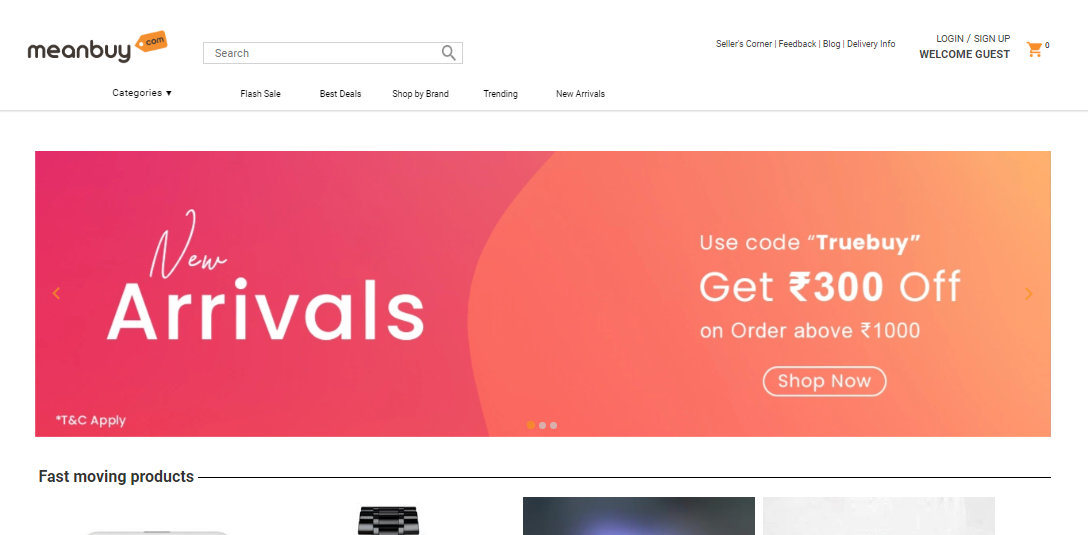 meanbuy com
Search
Seller's Corner | Feedback | Blog | Delivery Info
LOGIN / SIGN UP
WELCOME GUEST
0
Categories ▼
Flash Sale
Best Deals
Shop by Brand
Trending
New Arrivals
New
Arrivals
*T&C Apply
Use code “Truebuy”
Get ₹300 Off
on Order above ₹1000
Shop Now
Fast moving products